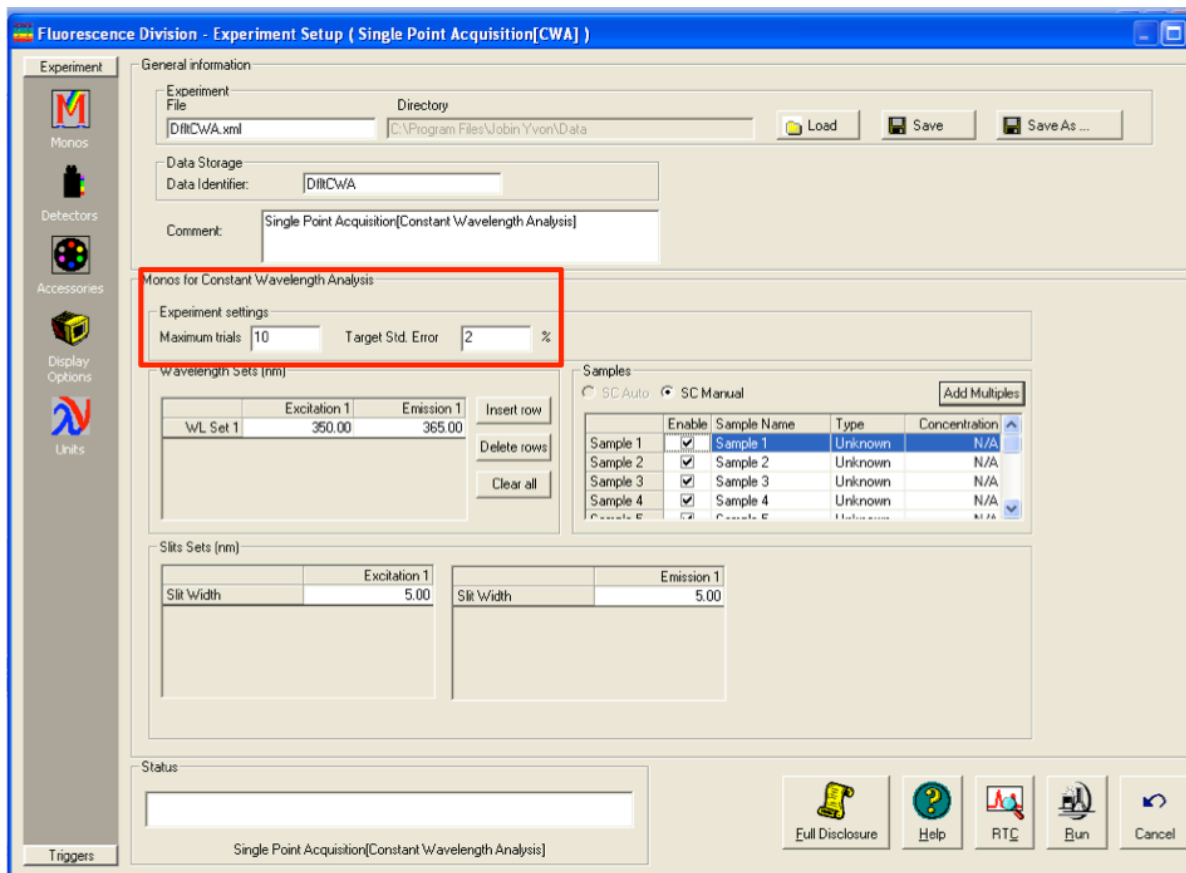 Fluorescence Division - Experiment Setup ( Single Point Acquisition[CWA] )
Experiment
Monos
Detectors
Accessories
Display
Options
Units
Triggers
General information
Experiment
File Directory
DfltCWA.xml C:\Program Files\Jobin Yvon\Data Load Save Save As ...
Data Storage
Data Identifier: DfltCWA
Comment: Single Point Acquisition[Constant Wavelength Analysis]
Monos for Constant Wavelength Analysis
Experiment settings
Maximum trials 10 Target Std. Error 2 %
Wavelength Sets (nm)
Excitation 1 Emission 1
WL Set 1 350.00 365.00
Insert row
Delete rows
Clear all
Samples
SC Auto SC Manual Add Multiples
Enable Sample Name Type Concentration
Sample 1 Sample 1 Unknown N/A
Sample 2 Sample 2 Unknown N/A
Sample 3 Sample 3 Unknown N/A
Sample 4 Sample 4 Unknown N/A
Sample 5 Sample 5 Unknown N/A
Slits Sets (nm)
Excitation 1
Slit Width 5.00
Emission 1
Slit Width 5.00
Status
Single Point Acquisition[Constant Wavelength Analysis]
Full Disclosure Help RTC Run Cancel